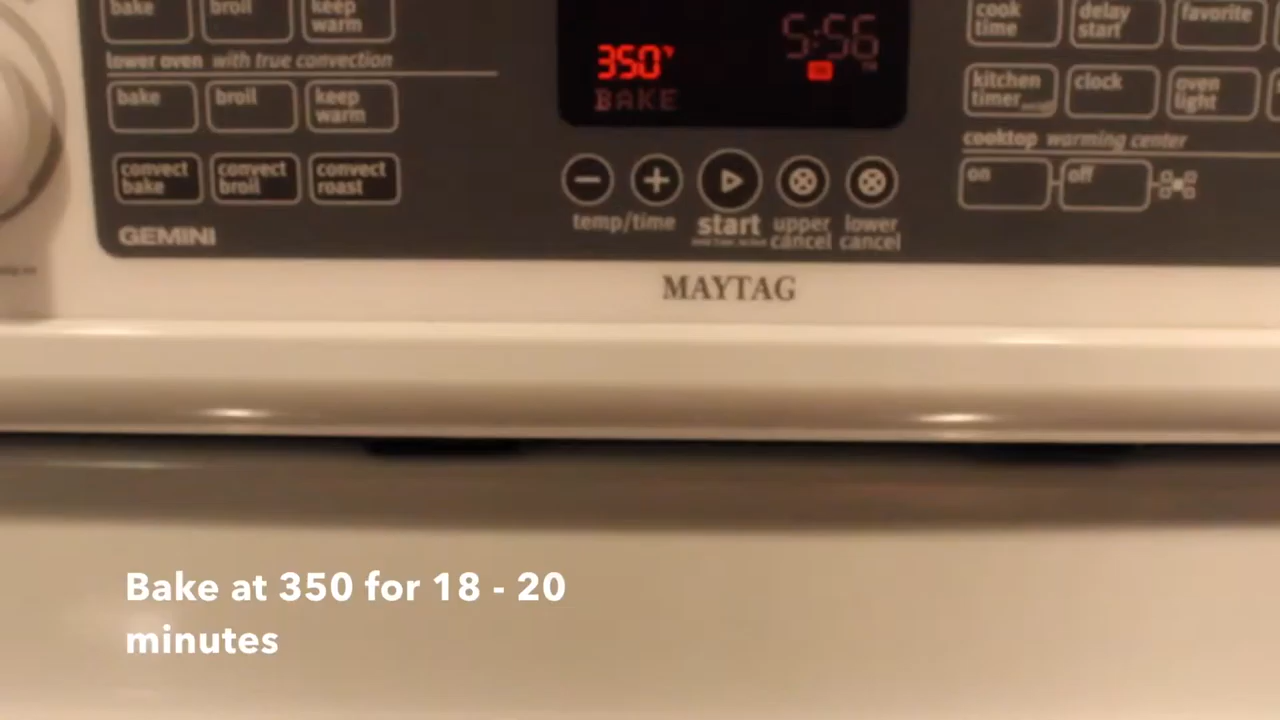 bake broil keep warm
lower oven with true convection
bake broil keep warm
convect bake convect broil convect roast
GEMINI
350°
5:56
BAKE
temp/time start upper cancel lower cancel
MAYTAG
cook time delay start favorite
kitchen timer clock oven light
cooktop warming center
on off
Bake at 350 for 18 - 20
minutes